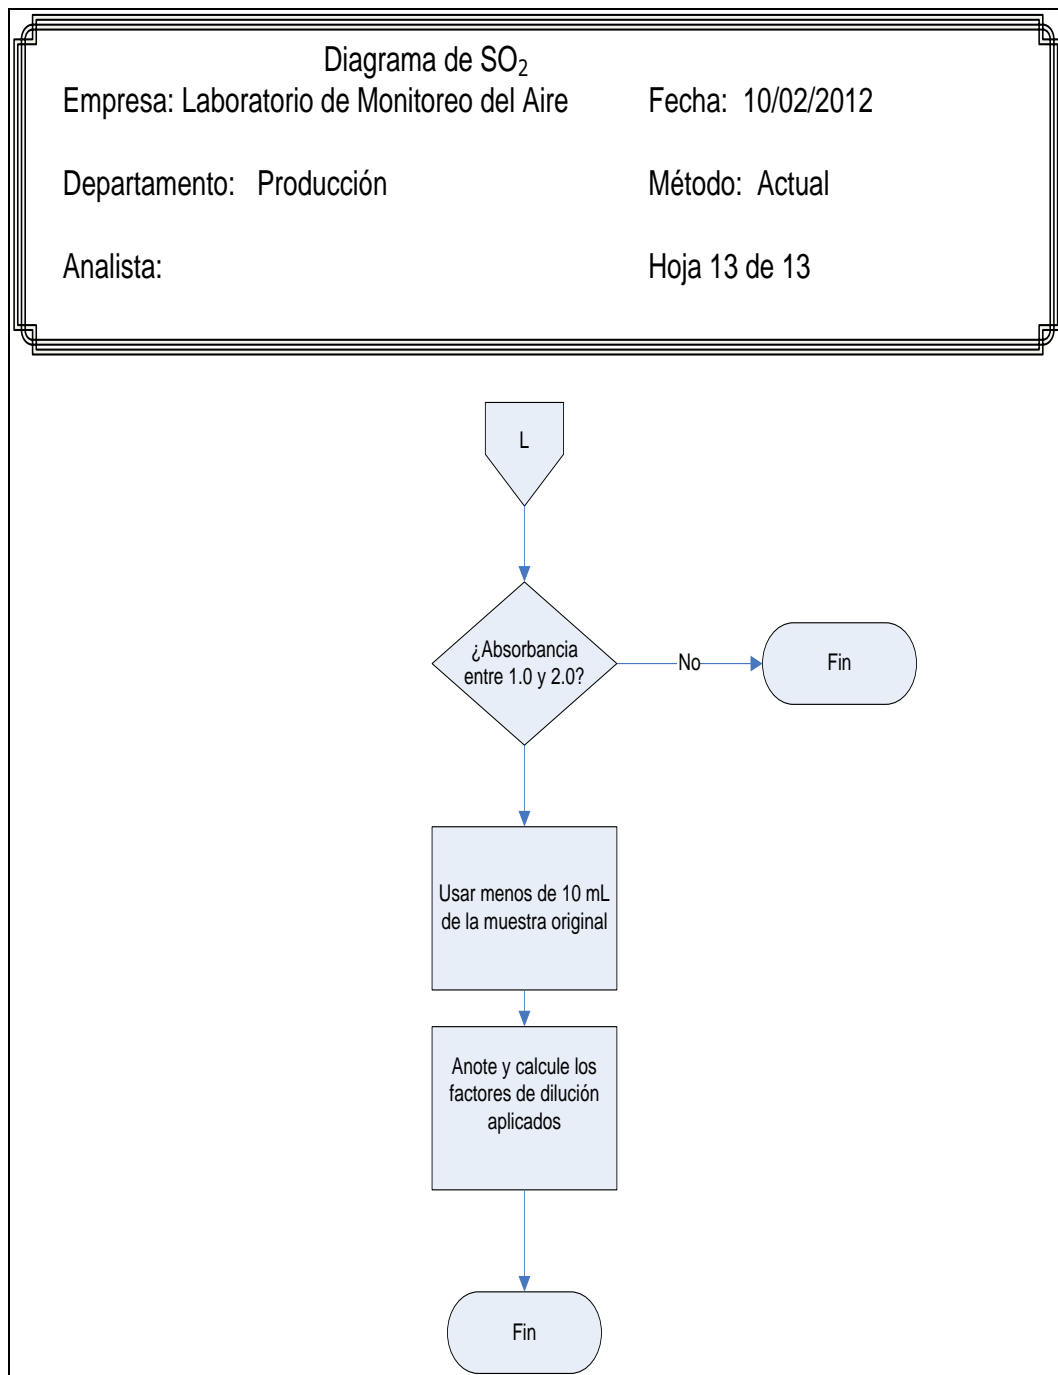 Diagrama de SO₂
Empresa: Laboratorio de Monitoreo del Aire Fecha: 10/02/2012
Departamento: Producción Método: Actual
Analista: Hoja 13 de 13
L
¿Absorbancia
entre 1.0 y 2.0?
No
Fin
Usar menos de 10 mL
de la muestra original
Anote y calcule los
factores de dilución
aplicados
Fin